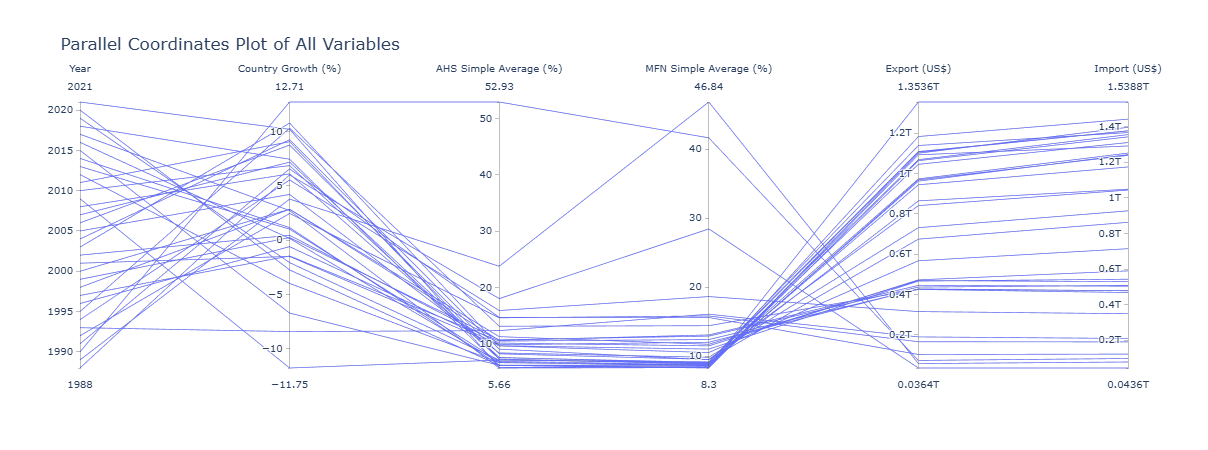 Parallel Coordinates Plot of All Variables
Year Country Growth (%) AHS Simple Average (%) MFN Simple Average (%) Export (US$) Import (US$)
2021 12.71 52.93 46.84 1.3536T 1.5388T
2020 10 50 1.2T 1.4T
2015 40 40 1T 1.2T
2010 5 30 30 0.8T 1T
2005 0 20 20 0.6T 0.8T
2000 −5 10 10 0.4T 0.6T
1995 −10 0.2T 0.4T
1990 0.2T
1988 −11.75 5.66 8.3 0.0364T 0.0436T